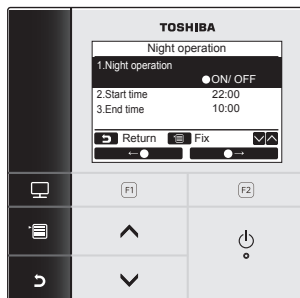 TOSHIBA
Night operation
1.Night operation
●ON/ OFF
2.Start time 22:00
3.End time 10:00
Return Fix
←● ●→
F1 F2